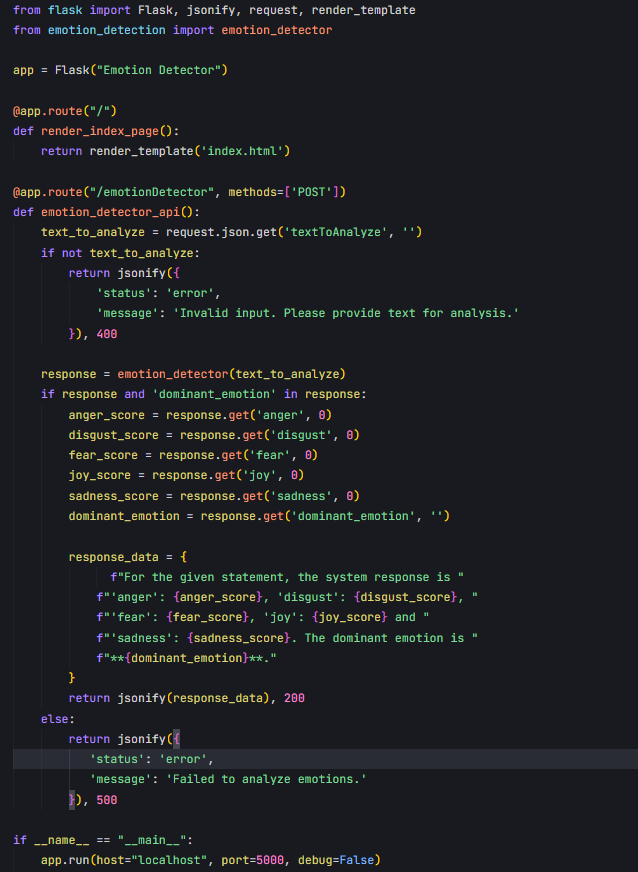 from flask import Flask, jsonify, request, render_template
from emotion_detection import emotion_detector

app = Flask("Emotion Detector")

@app.route("/")
def render_index_page():
    return render_template('index.html')

@app.route("/emotionDetector", methods=['POST'])
def emotion_detector_api():
    text_to_analyze = request.json.get('textToAnalyze', '')
    if not text_to_analyze:
        return jsonify({
            'status': 'error',
            'message': 'Invalid input. Please provide text for analysis.'
        }), 400

    response = emotion_detector(text_to_analyze)
    if response and 'dominant_emotion' in response:
        anger_score = response.get('anger', 0)
        disgust_score = response.get('disgust', 0)
        fear_score = response.get('fear', 0)
        joy_score = response.get('joy', 0)
        sadness_score = response.get('sadness', 0)
        dominant_emotion = response.get('dominant_emotion', '')

        response_data = {
              f"For the given statement, the system response is "
            f"'anger': {anger_score}, 'disgust': {disgust_score}, "
            f"'fear': {fear_score}, 'joy': {joy_score} and "
            f"'sadness': {sadness_score}. The dominant emotion is "
            f"**{dominant_emotion}**."
        }
        return jsonify(response_data), 200
    else:
        return jsonify({
           'status': 'error',
           'message': 'Failed to analyze emotions.'
        }), 500

if __name__ == "__main__":
    app.run(host="localhost", port=5000, debug=False)